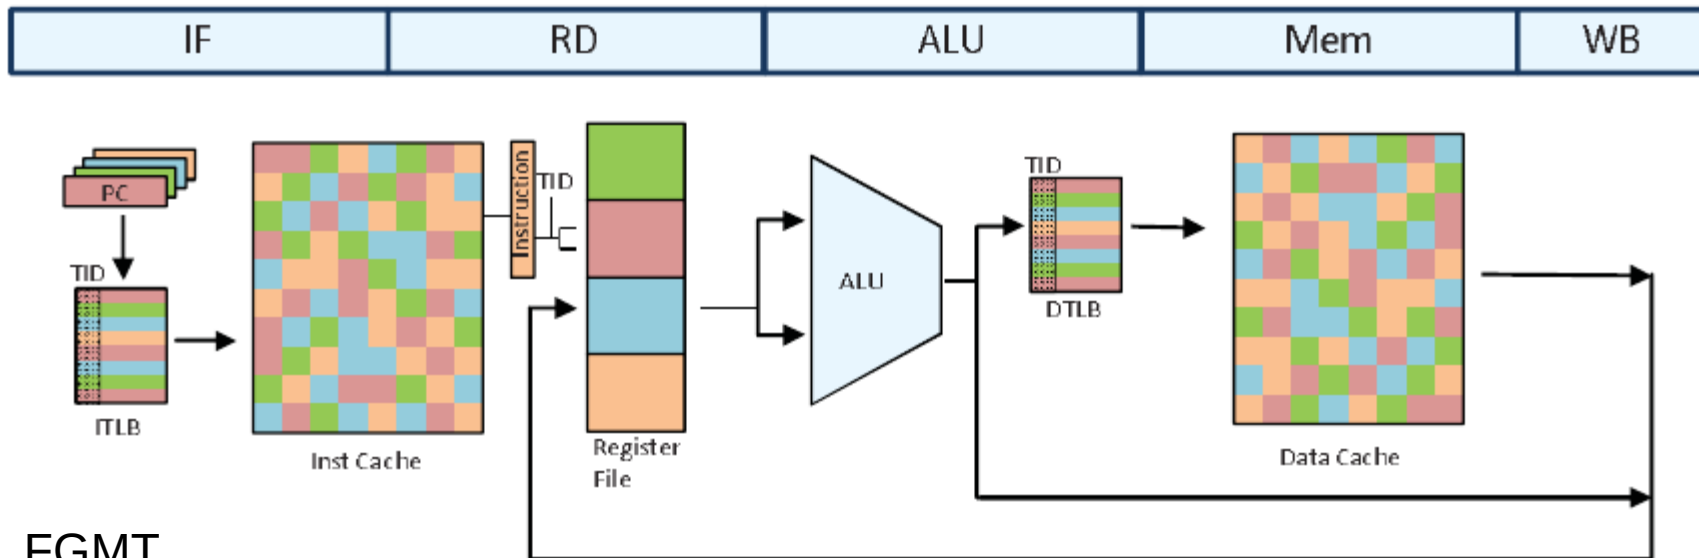 IF RD ALU Mem WB
PC
TID
ITLB
Inst Cache
Instruction
TID
Register
File
ALU
TID
DTLB
Data Cache
FGMT